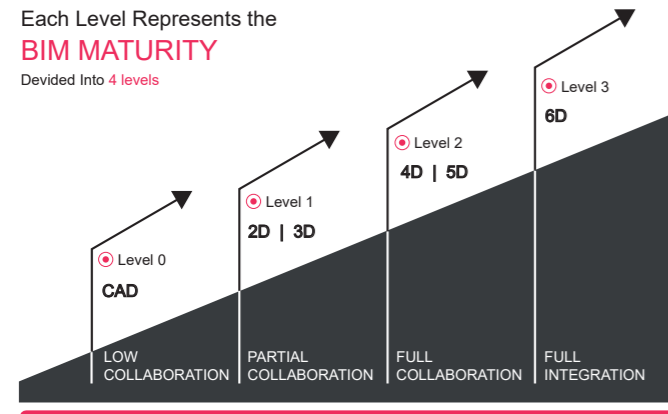 Each Level Represents the
BIM MATURITY
Devided Into 4 levels
Level 0
CAD
LOW
COLLABORATION
Level 1
2D | 3D
PARTIAL
COLLABORATION
Level 2
4D | 5D
FULL
COLLABORATION
Level 3
6D
FULL
INTEGRATION